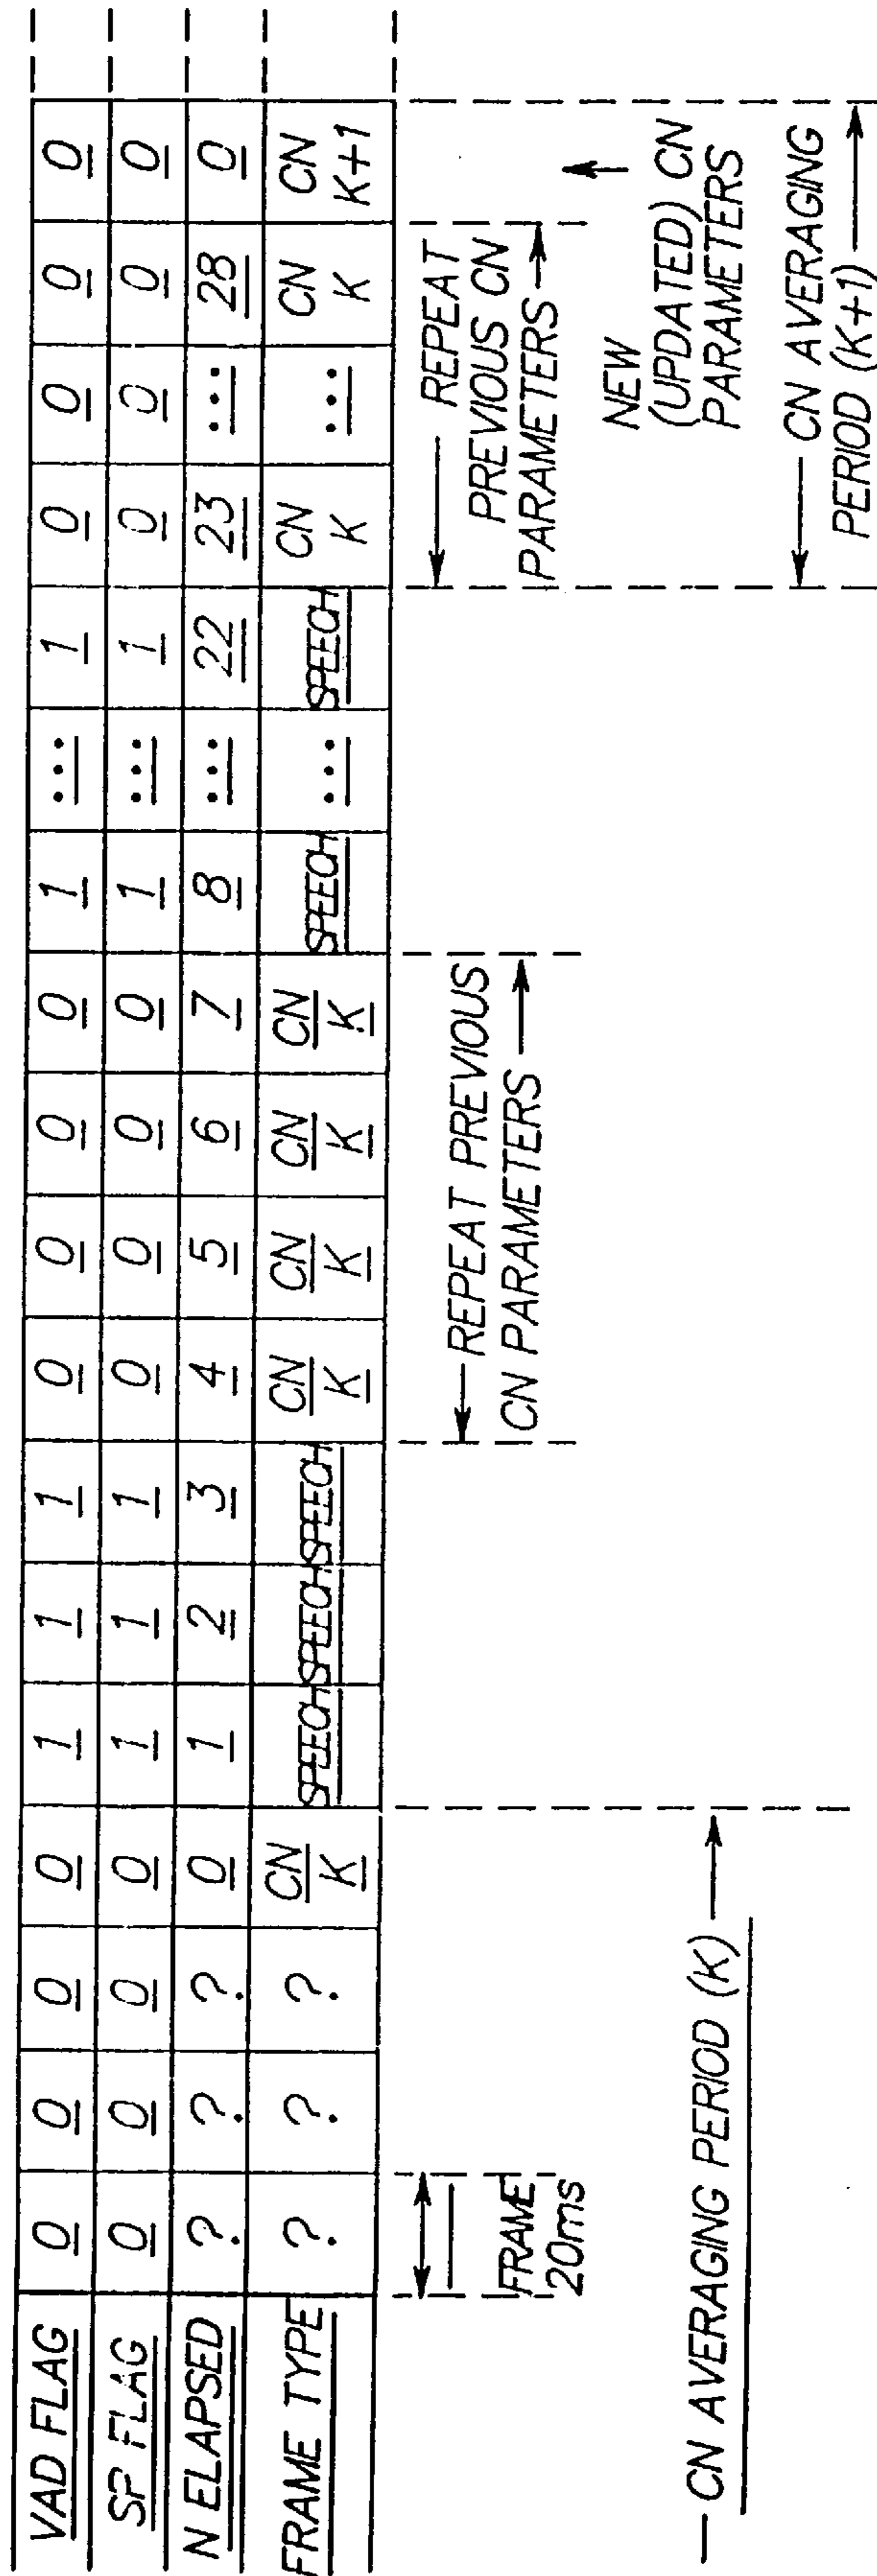 VAD FLAG 0 0 0 0 1 1 1 0 0 0 0 1 ... 1 0 0 0 0
SP FLAG 0 0 0 0 1 1 1 0 0 0 0 1 ... 1 0 0 0 0
N ELAPSED ? ? ? 0 1 2 3 4 5 6 7 8 ... 22 23 ... 28 0
FRAME TYPE ? ? ? CN K SPEECH SPEECH SPEECH CN K CN K CN K CN K SPEECH ... SPEECH CN K ... CN K CN K+1
FRAME
20ms
REPEAT PREVIOUS
CN PARAMETERS
REPEAT
PREVIOUS CN
PARAMETERS
NEW
(UPDATED) CN
PARAMETERS
CN AVERAGING PERIOD (K)
CN AVERAGING
PERIOD (K+1)